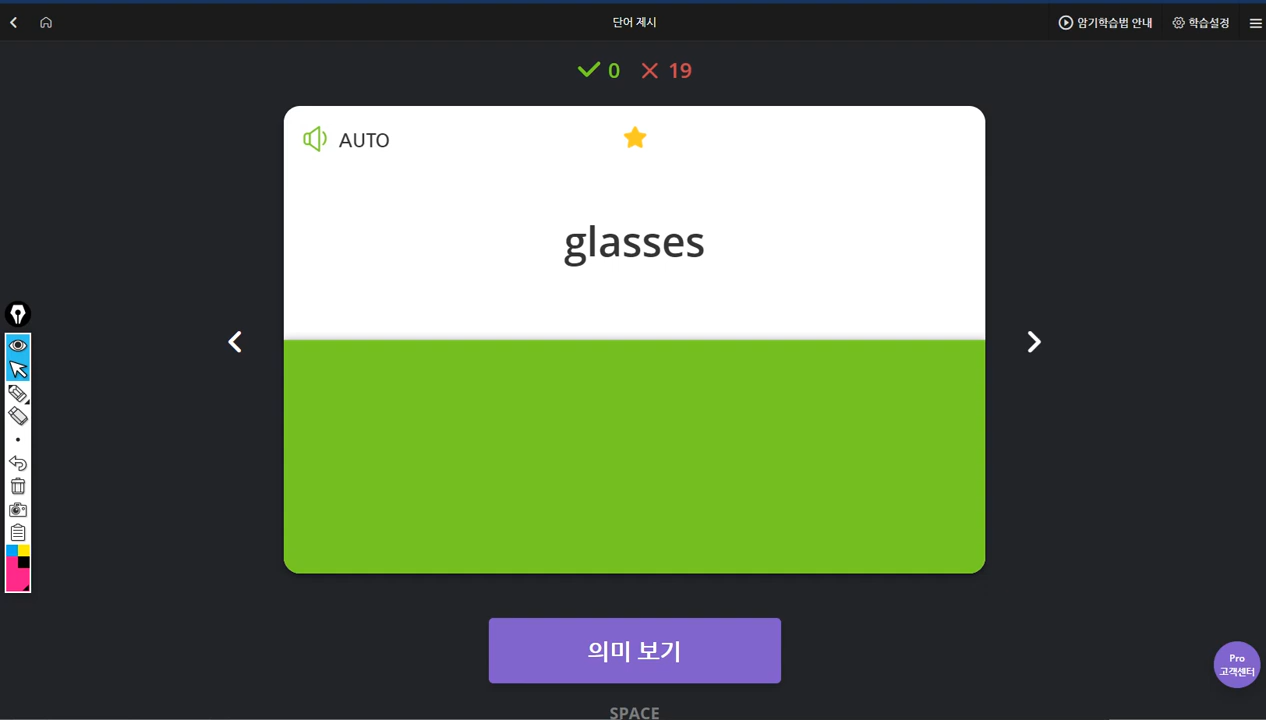 단어 제시
암기학습법 안내
학습설정
0
19
AUTO
glasses
의미 보기
SPACE
Pro
고객센터